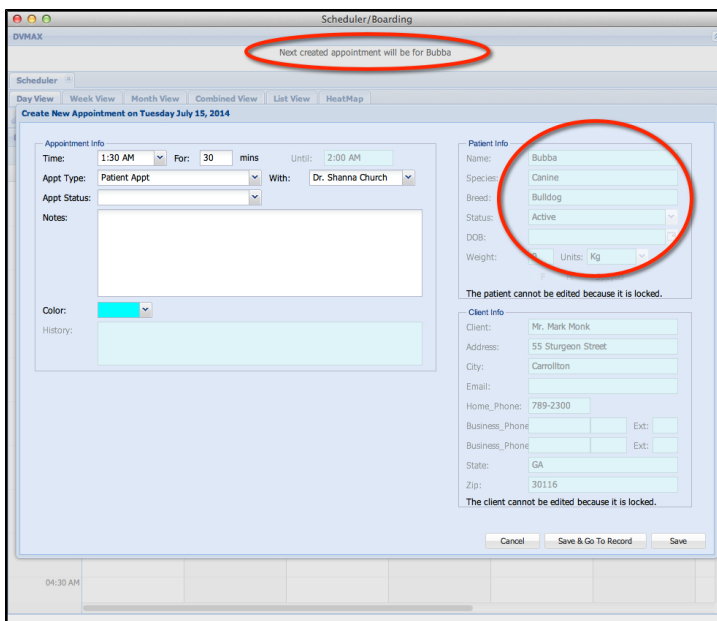 Scheduler/Boarding
DVMAX
Next created appointment will be for Bubba
Scheduler
Day View Week View Month View Combined View List View HeatMap
Create New Appointment on Tuesday July 15, 2014
Appointment Info
Time: 1:30 AM For: 30 mins Until: 2:00 AM
Appt Type: Patient Appt With: Dr. Shanna Church
Appt Status:
Notes:
Color:
History:
Patient Info
Name: Bubba
Species: Canine
Breed: Bulldog
Status: Active
DOB:
Weight: Units: Kg
The patient cannot be edited because it is locked.
Client Info
Client: Mr. Mark Monk
Address: 55 Sturgeon Street
City: Carrollton
Email:
Home_Phone: 789-2300
Business_Phone Ext:
Business_Phone Ext:
State: GA
Zip: 30116
The client cannot be edited because it is locked.
Cancel Save & Go To Record Save
04:30 AM